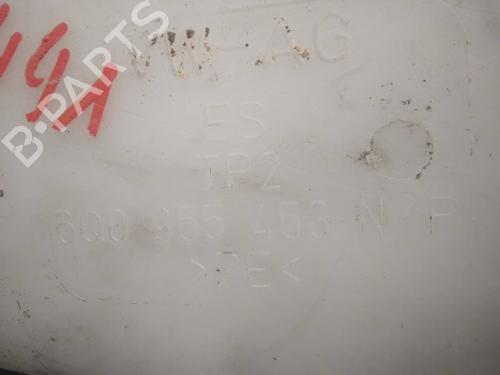 VW-AG
ES
TP2
6Q0 955 453 N P
>PE<
B-PARTS